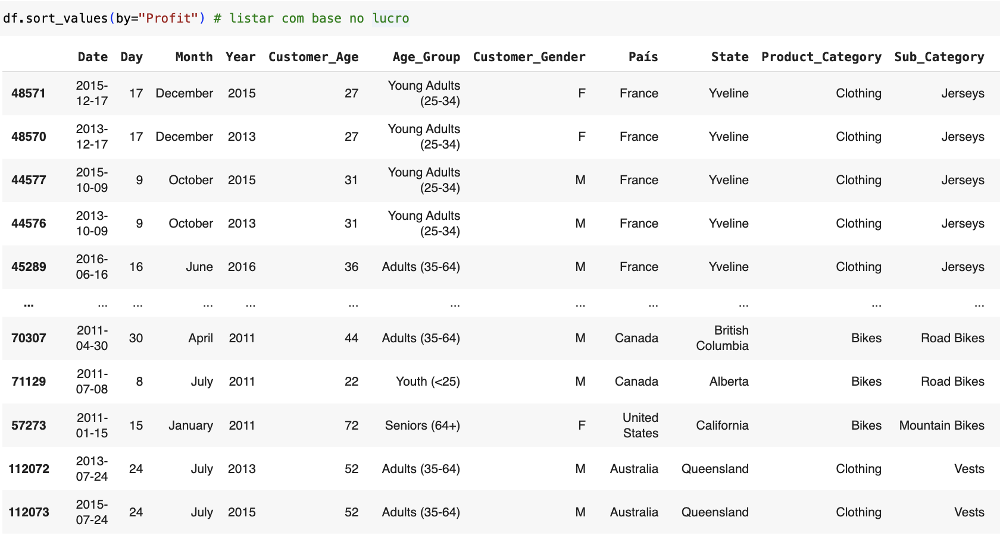 df.sort_values(by="Profit") # listar com base no lucro
Date Day Month Year Customer_Age Age_Group Customer_Gender País State Product_Category Sub_Category
48571 2015-12-17 17 December 2015 27 Young Adults (25-34) F France Yveline Clothing Jerseys
48570 2013-12-17 17 December 2013 27 Young Adults (25-34) F France Yveline Clothing Jerseys
44577 2015-10-09 9 October 2015 31 Young Adults (25-34) M France Yveline Clothing Jerseys
44576 2013-10-09 9 October 2013 31 Young Adults (25-34) M France Yveline Clothing Jerseys
45289 2016-06-16 16 June 2016 36 Adults (35-64) M France Yveline Clothing Jerseys
... ... ... ... ... ... ... ... ... ... ... ...
70307 2011-04-30 30 April 2011 44 Adults (35-64) M Canada British Columbia Bikes Road Bikes
71129 2011-07-08 8 July 2011 22 Youth (<25) M Canada Alberta Bikes Road Bikes
57273 2011-01-15 15 January 2011 72 Seniors (64+) F United States California Bikes Mountain Bikes
112072 2013-07-24 24 July 2013 52 Adults (35-64) M Australia Queensland Clothing Vests
112073 2015-07-24 24 July 2015 52 Adults (35-64) M Australia Queensland Clothing Vests